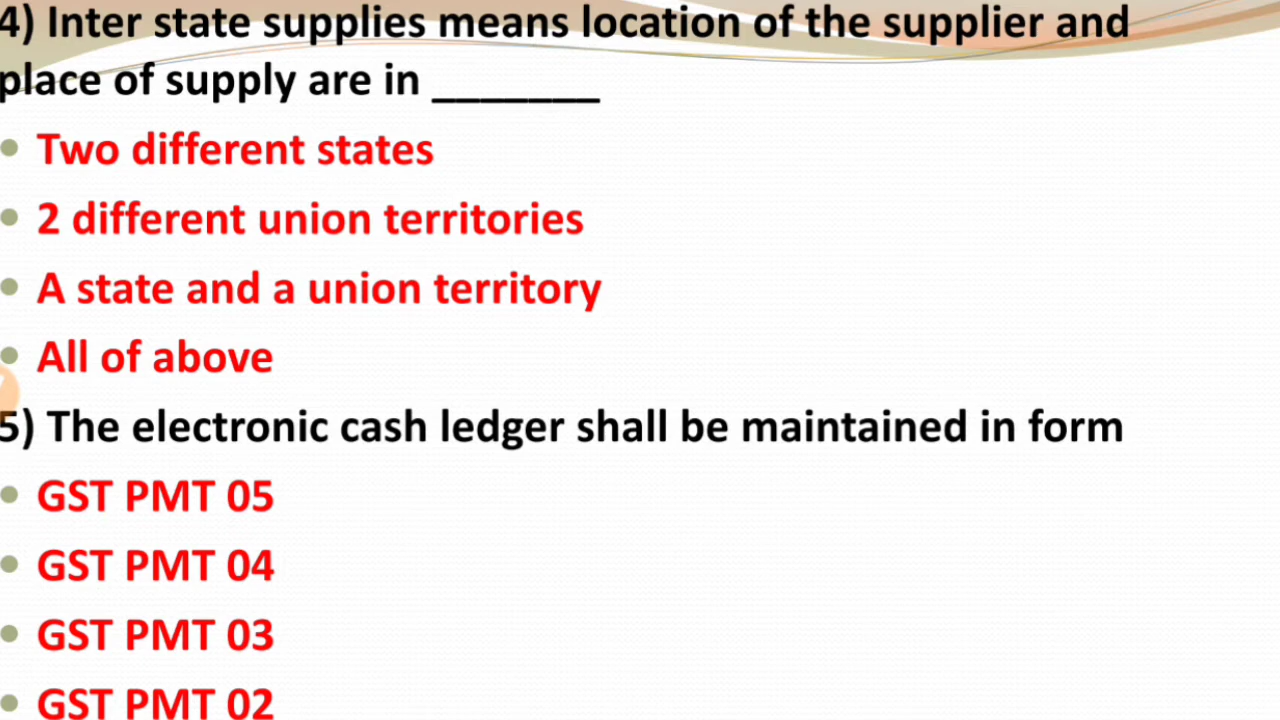 4) Inter state supplies means location of the supplier and
place of supply are in _______
• Two different states
• 2 different union territories
• A state and a union territory
• All of above
5) The electronic cash ledger shall be maintained in form
• GST PMT 05
• GST PMT 04
• GST PMT 03
• GST PMT 02